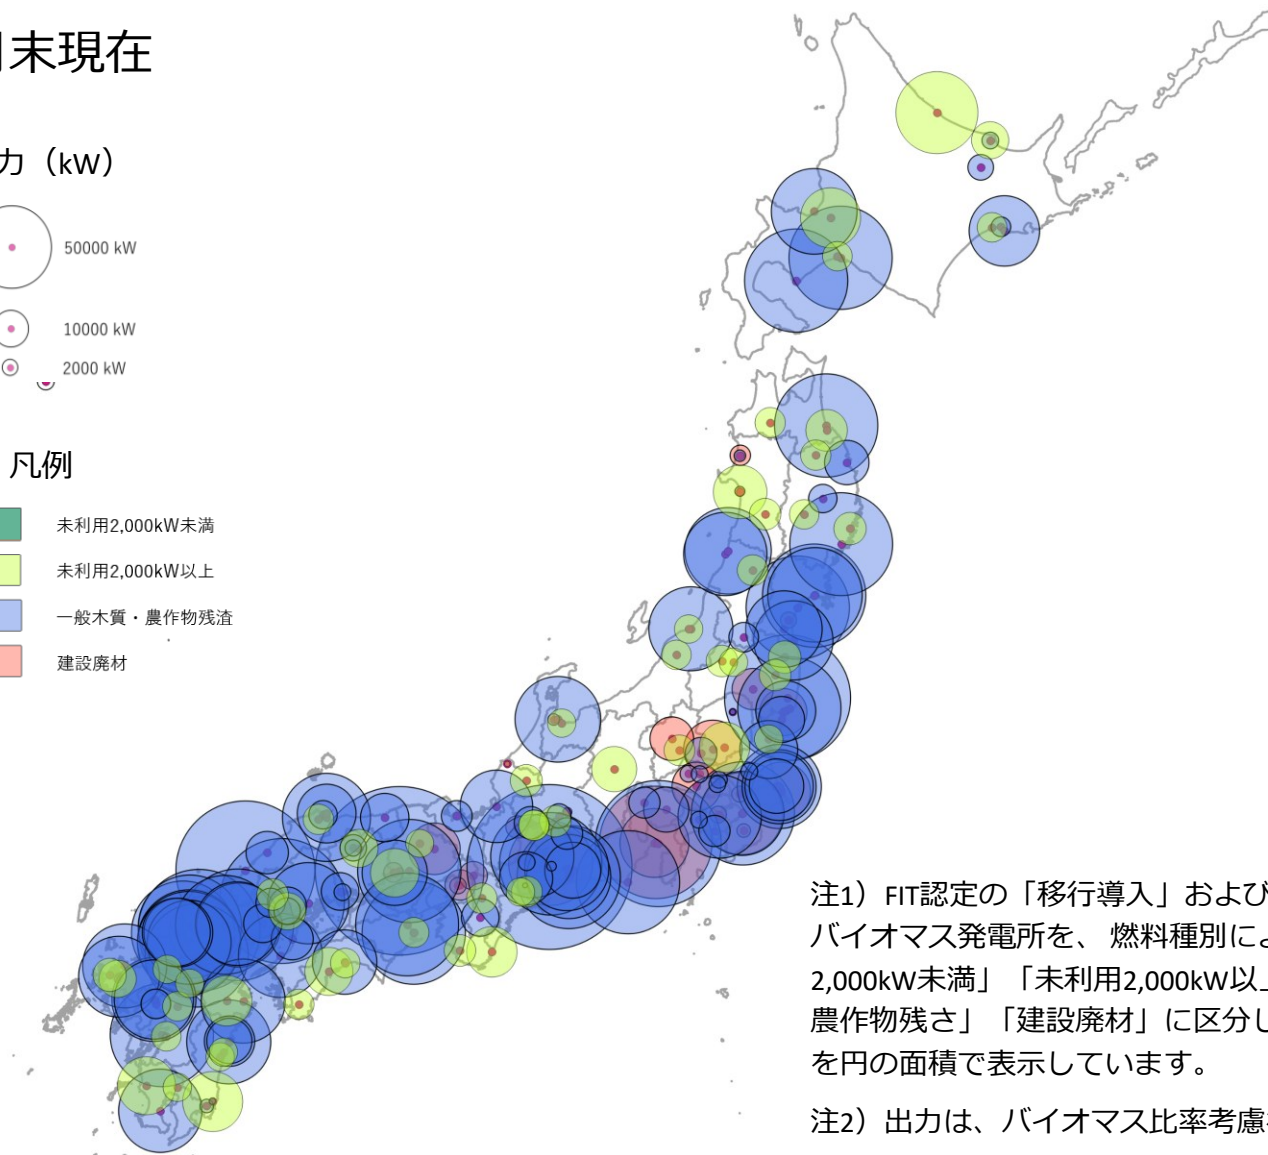 末現在
力（kW）
50000 kW
10000 kW
2000 kW
凡例
未利用2,000kW未満
未利用2,000kW以上
一般木質・農作物残渣
建設廃材
注1）FIT認定の「移行導入」および
バイオマス発電所を、燃料種別によ
2,000kW未満」「未利用2,000kW以上
農作物残さ」「建設廃材」に区分し
を円の面積で表示しています。
注2）出力は、バイオマス比率考慮